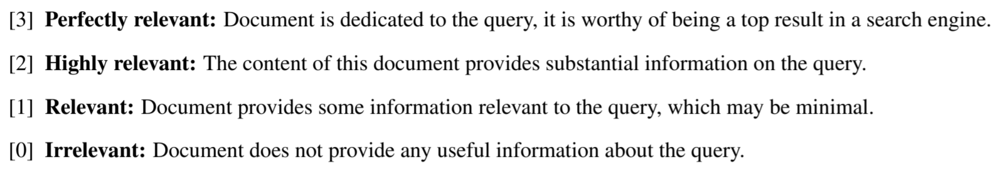 [3] Perfectly relevant: Document is dedicated to the query, it is worthy of being a top result in a search engine.
[2] Highly relevant: The content of this document provides substantial information on the query.
[1] Relevant: Document provides some information relevant to the query, which may be minimal.
[0] Irrelevant: Document does not provide any useful information about the query.